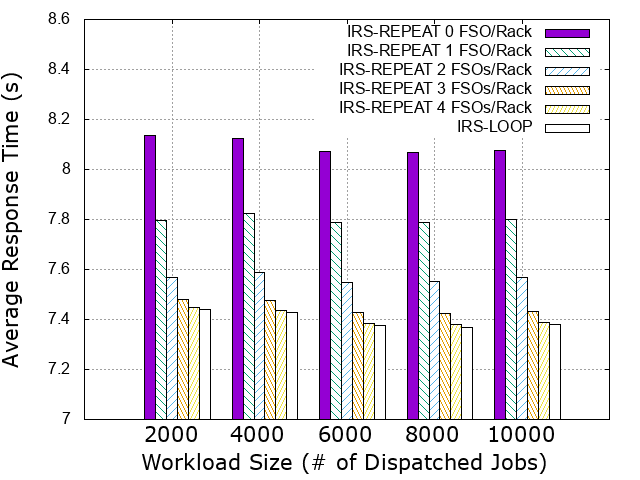 8.6
8.4
8.2
8
7.8
7.6
7.4
7.2
7
Average Response Time (s)
IRS-REPEAT 0 FSO/Rack
IRS-REPEAT 1 FSO/Rack
IRS-REPEAT 2 FSOs/Rack
IRS-REPEAT 3 FSOs/Rack
IRS-REPEAT 4 FSOs/Rack
IRS-LOOP
2000 4000 6000 8000 10000
Workload Size (# of Dispatched Jobs)